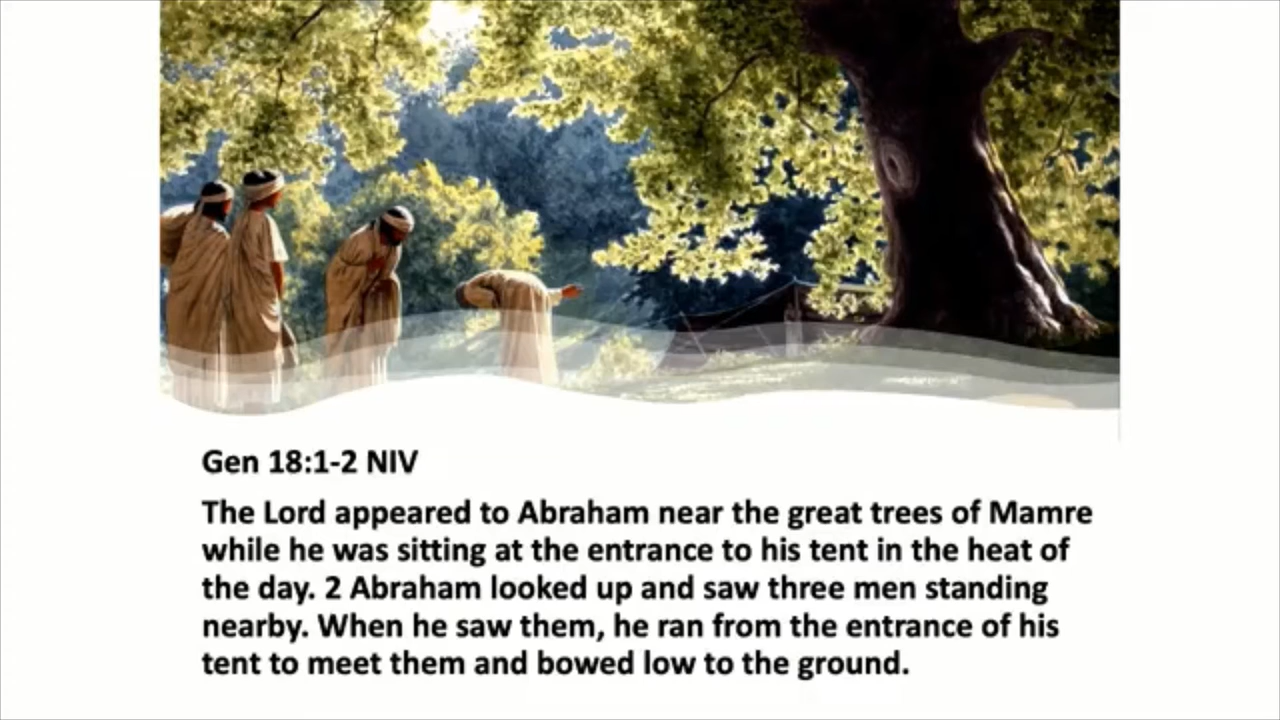 Gen 18:1-2 NIV
The Lord appeared to Abraham near the great trees of Mamre
while he was sitting at the entrance to his tent in the heat of
the day. 2 Abraham looked up and saw three men standing
nearby. When he saw them, he ran from the entrance of his
tent to meet them and bowed low to the ground.